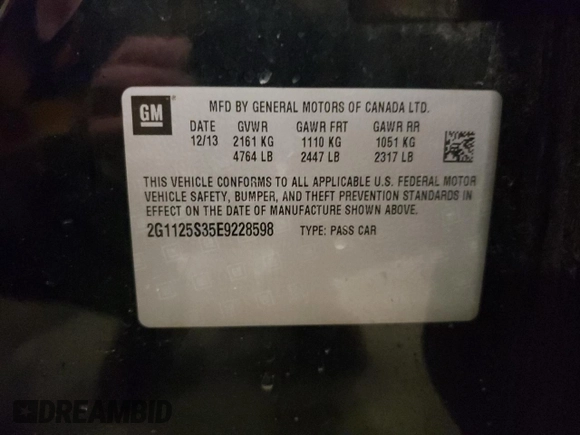 GM
MFD BY GENERAL MOTORS OF CANADA LTD.
DATE GVWR GAWR FRT GAWR RR
12/13 2161 KG 1110 KG 1051 KG
4764 LB 2447 LB 2317 LB
THIS VEHICLE CONFORMS TO ALL APPLICABLE U.S. FEDERAL MOTOR
VEHICLE SAFETY, BUMPER, AND THEFT PREVENTION STANDARDS IN
EFFECT ON THE DATE OF MANUFACTURE SHOWN ABOVE.
2G1125S35E9228598 TYPE: PASS CAR
DREAMBID